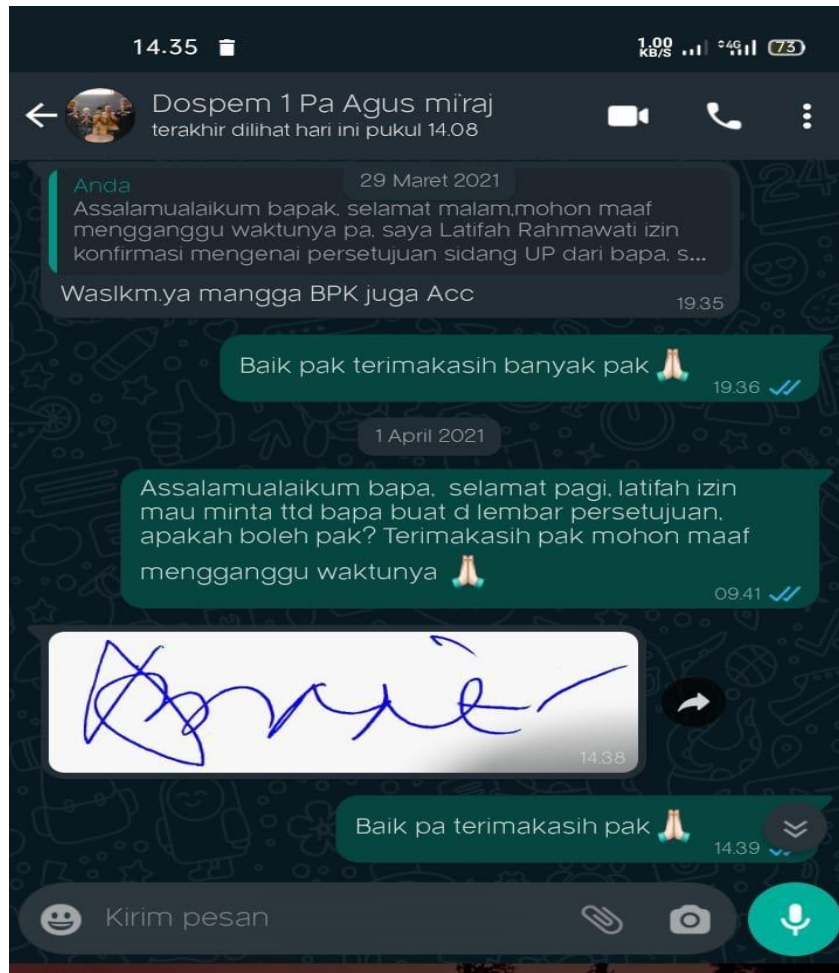 14.35
1.00 KB/S 4G 73
Dospem 1 Pa Agus mi'raj
terakhir dilihat hari ini pukul 14.08
29 Maret 2021
Anda
Assalamualaikum bapak, selamat malam,mohon maaf
mengganggu waktunya pa, saya Latifah Rahmawati izin
konfirmasi mengenai persetujuan sidang UP dari bapa, s...
Waslkm.ya mangga BPK juga Acc
19.35
Baik pak terimakasih banyak pak
19.36
1 April 2021
Assalamualaikum bapa, selamat pagi, latifah izin
mau minta ttd bapa buat d lembar persetujuan,
apakah boleh pak? Terimakasih pak mohon maaf
mengganggu waktunya
09.41
14.38
Baik pa terimakasih pak
14.39
Kirim pesan